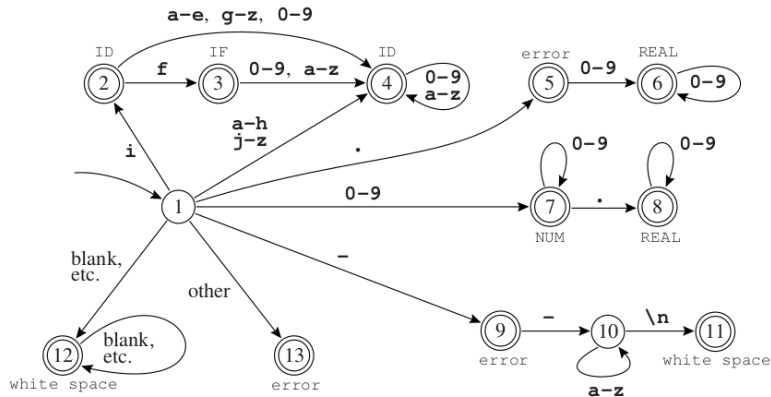 a–e, g–z, 0–9
ID
IF
ID
error
REAL
2
f
3
0–9, a–z
4
0–9
a–z
5
0–9
6
0–9
a–h
j–z
i
.
0–9
0–9
1
0–9
7
.
8
NUM
REAL
blank,
etc.
–
other
blank,
etc.
–
\n
12
13
9
10
11
white space
error
error
white space
a–z